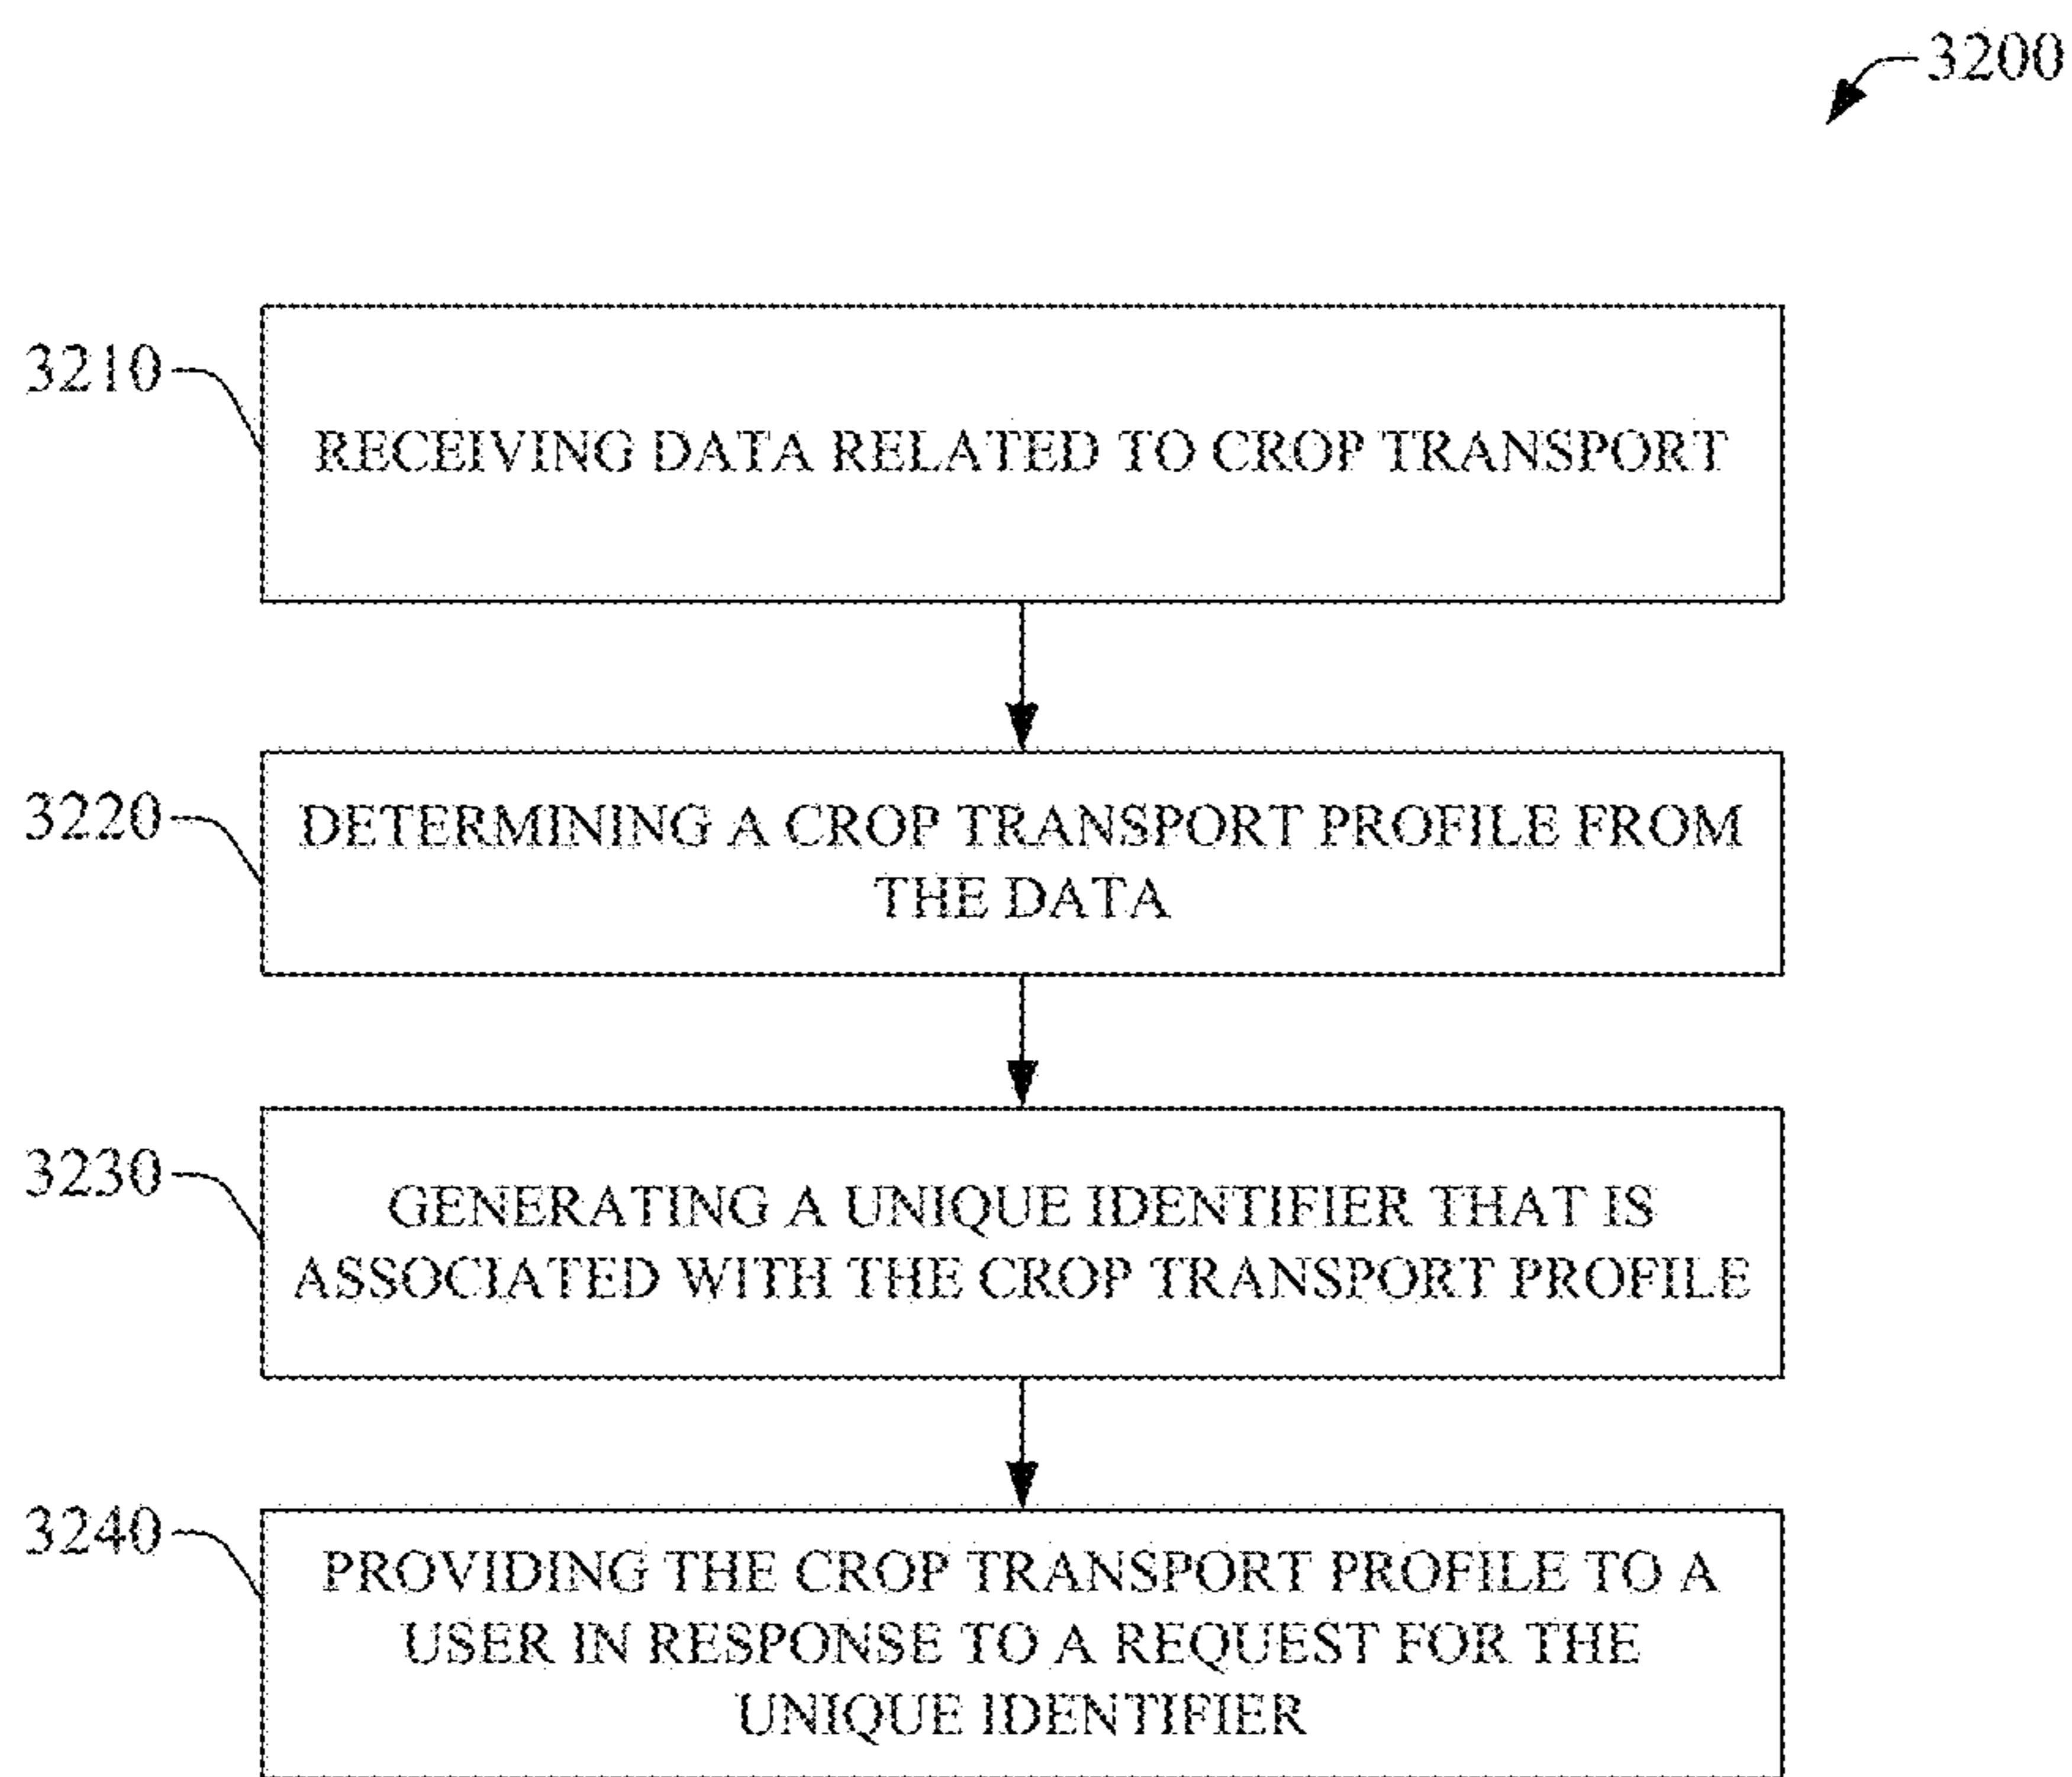 3200
3210
RECEIVING DATA RELATED TO CROP TRANSPORT
3220
DETERMINING A CROP TRANSPORT PROFILE FROM
THE DATA
3230
GENERATING A UNIQUE IDENTIFIER THAT IS
ASSOCIATED WITH THE CROP TRANSPORT PROFILE
3240
PROVIDING THE CROP TRANSPORT PROFILE TO A
USER IN RESPONSE TO A REQUEST FOR THE
UNIQUE IDENTIFIER